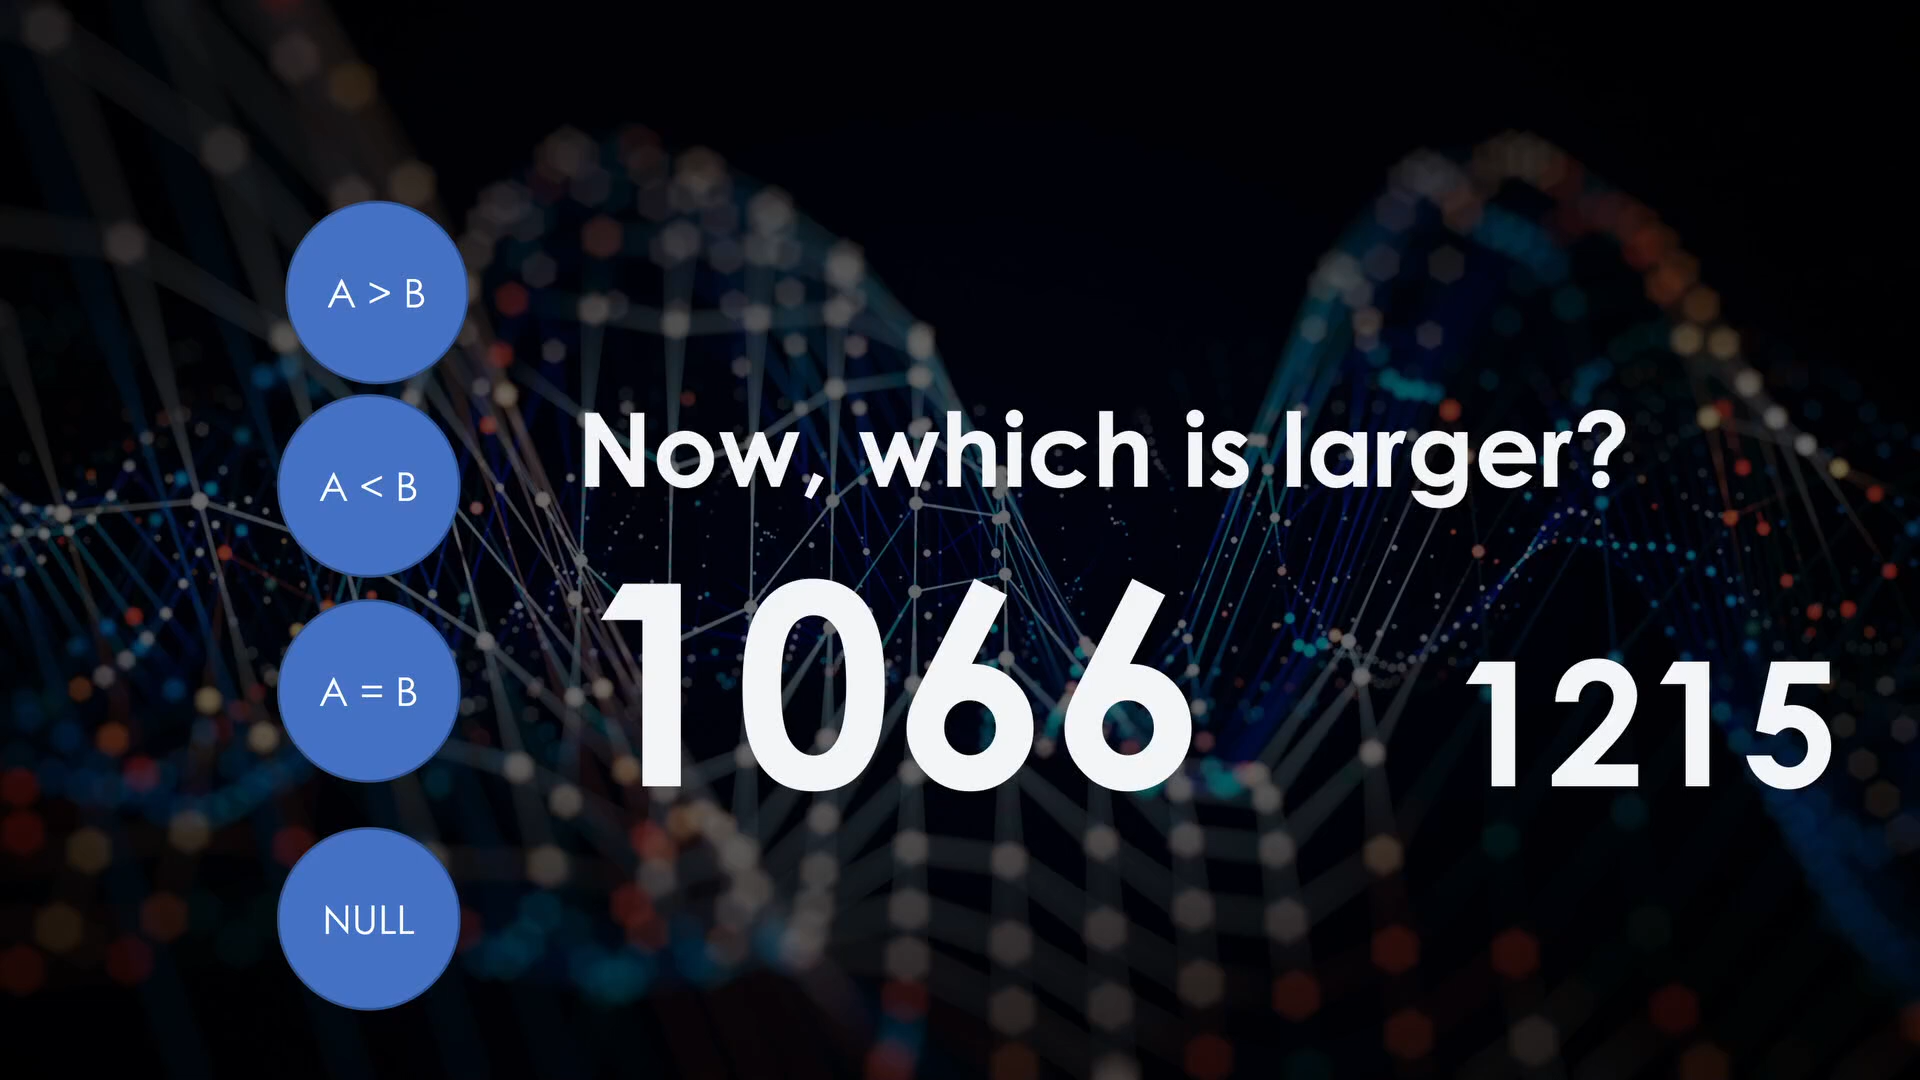 A > B
A < B
A = B
NULL
Now, which is larger?
1066 1215